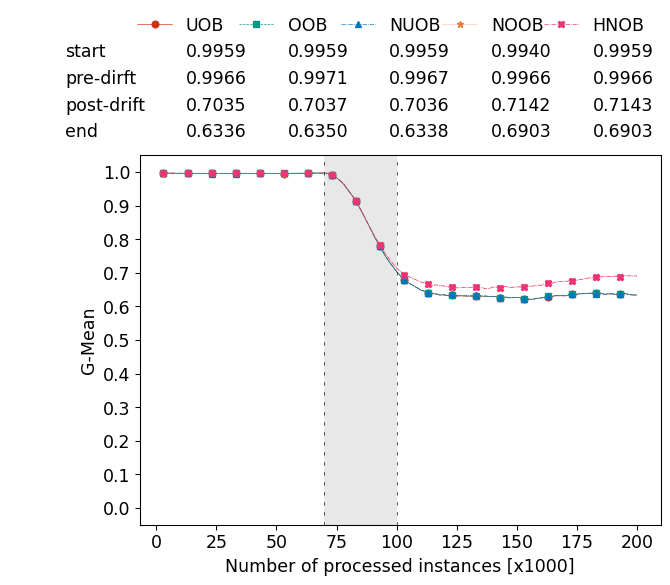 UOB OOB NUOB NOOB HNOB
start 0.9959 0.9959 0.9959 0.9940 0.9959
pre-dirft 0.9966 0.9971 0.9967 0.9966 0.9966
post-drift 0.7035 0.7037 0.7036 0.7142 0.7143
end 0.6336 0.6350 0.6338 0.6903 0.6903
1.0
0.9
0.8
0.7
0.6
0.5
0.4
0.3
0.2
0.1
0.0
G-Mean
0 25 50 75 100 125 150 175 200
Number of processed instances [x1000]